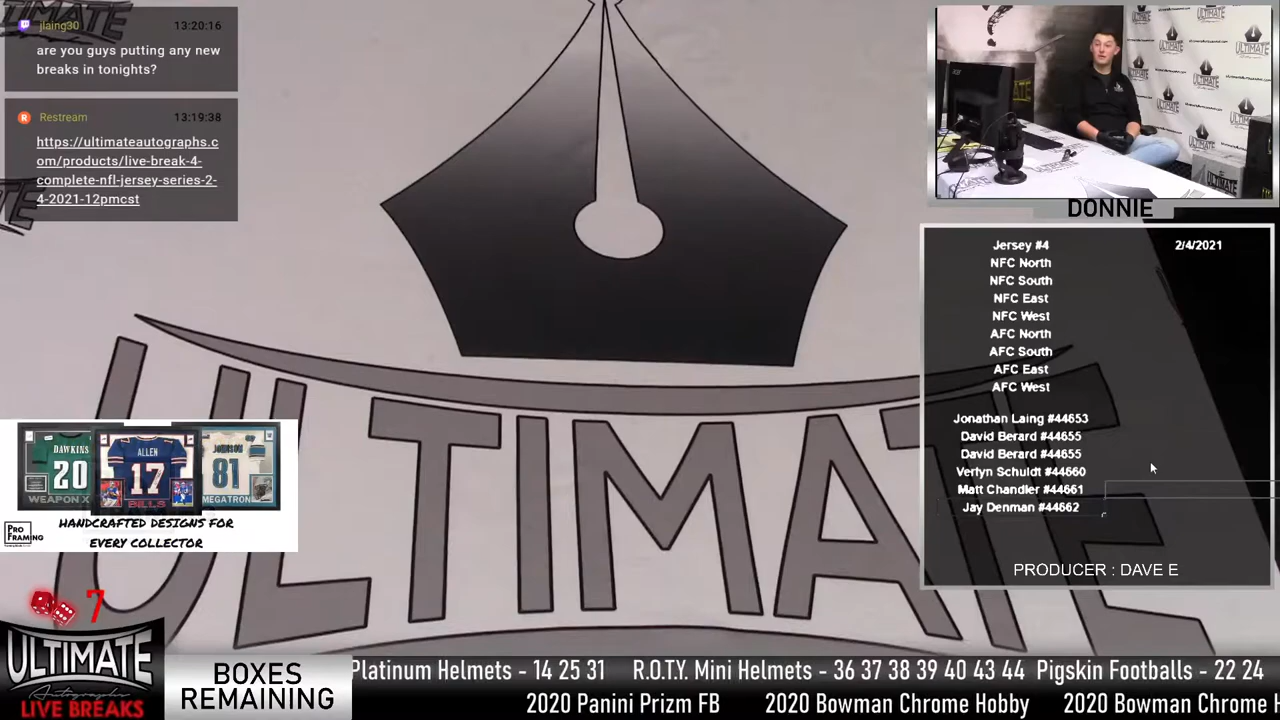 jlaing30 13:20:16
are you guys putting any new
breaks in tonights?
Restream 13:19:38
https://ultimateautographs.c
om/products/live-break-4-
complete-nfl-jersey-series-2-
4-2021-12pmcst
ULTIMATE
DONNIE
Jersey #4 2/4/2021
NFC North
NFC South
NFC East
NFC West
AFC North
AFC South
AFC East
AFC West
Jonathan Laing #44653
David Berard #44655
David Berard #44655
Verlyn Schuldt #44660
Matt Chandler #44661
Jay Denman #44662
PRODUCER : DAVE E
DAWKINS
20
WEAPON X
ALLEN
17
BILLS
JOHNSON
81
MEGATRON
PRO
FRAMING
HANDCRAFTED DESIGNS FOR
EVERY COLLECTOR
7
ULTIMATE
Autographs
LIVE BREAKS
BOXES
REMAINING
Platinum Helmets - 14 25 31 R.O.T.Y. Mini Helmets - 36 37 38 39 40 43 44 Pigskin Footballs - 22 24
2020 Panini Prizm FB 2020 Bowman Chrome Hobby 2020 Bowman Chrome H